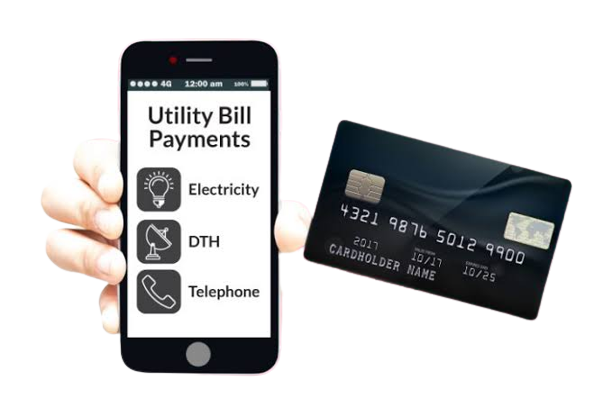 4G 12:00 am 100%
Utility Bill
Payments
Electricity
DTH
Telephone
4321 9876 5012 9900
2017
10/17
10/25
CARDHOLDER NAME